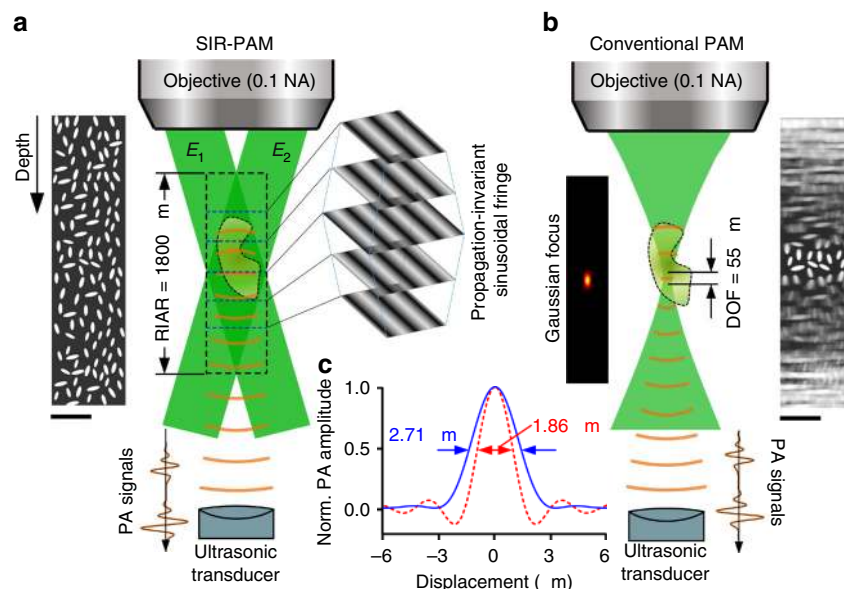 a
SIR-PAM
Objective (0.1 NA)
Depth
E1
E2
RIAR = 1800 m
Propagation-invariant
sinusoidal fringe
PA signals
Ultrasonic
transducer
b
Conventional PAM
Objective (0.1 NA)
Gaussian focus
DOF = 55 m
PA signals
Ultrasonic
transducer
c
Norm. PA amplitude
1.0
0.5
0.0
2.71 m
1.86 m
–6 –3 0 3 6
Displacement ( m)